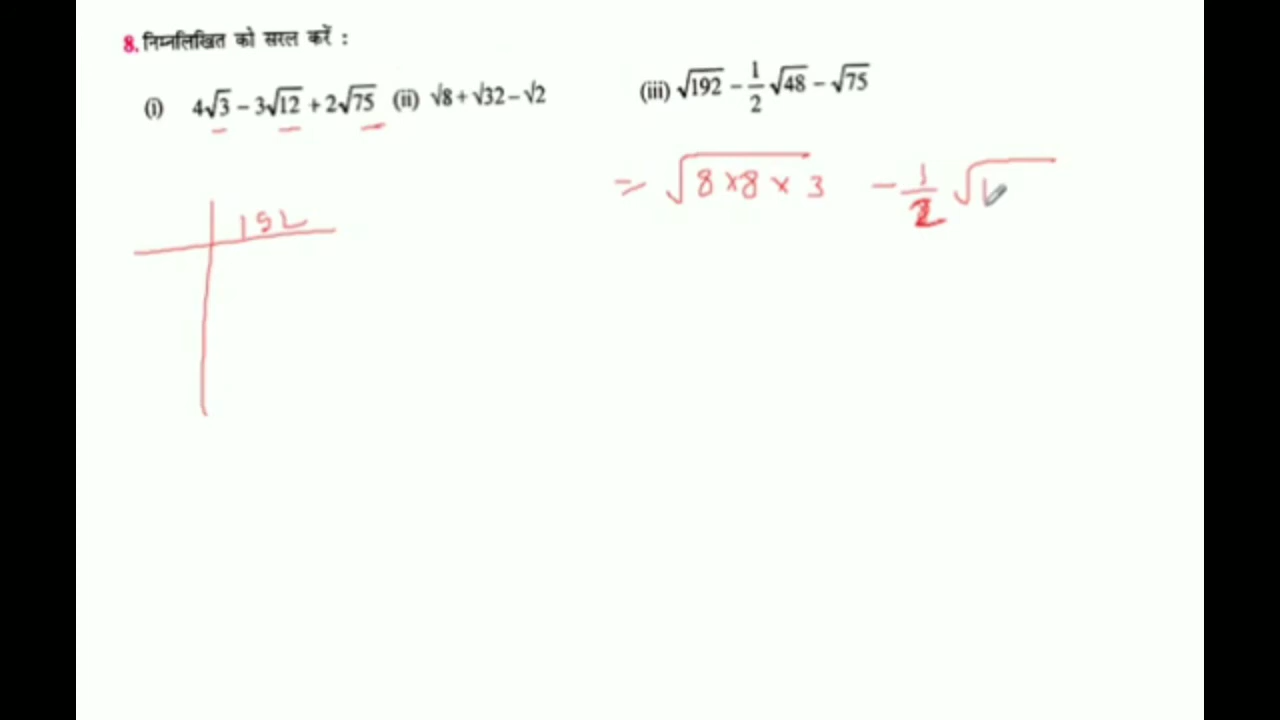 8. निम्नलिखित को सरल करें :
(i) 4√3 − 3√12 + 2√75 (ii) √8 + √32 − √2 (iii) √192 − 1/2 √48 − √75
= √8×8×3 − 1/2 √
192